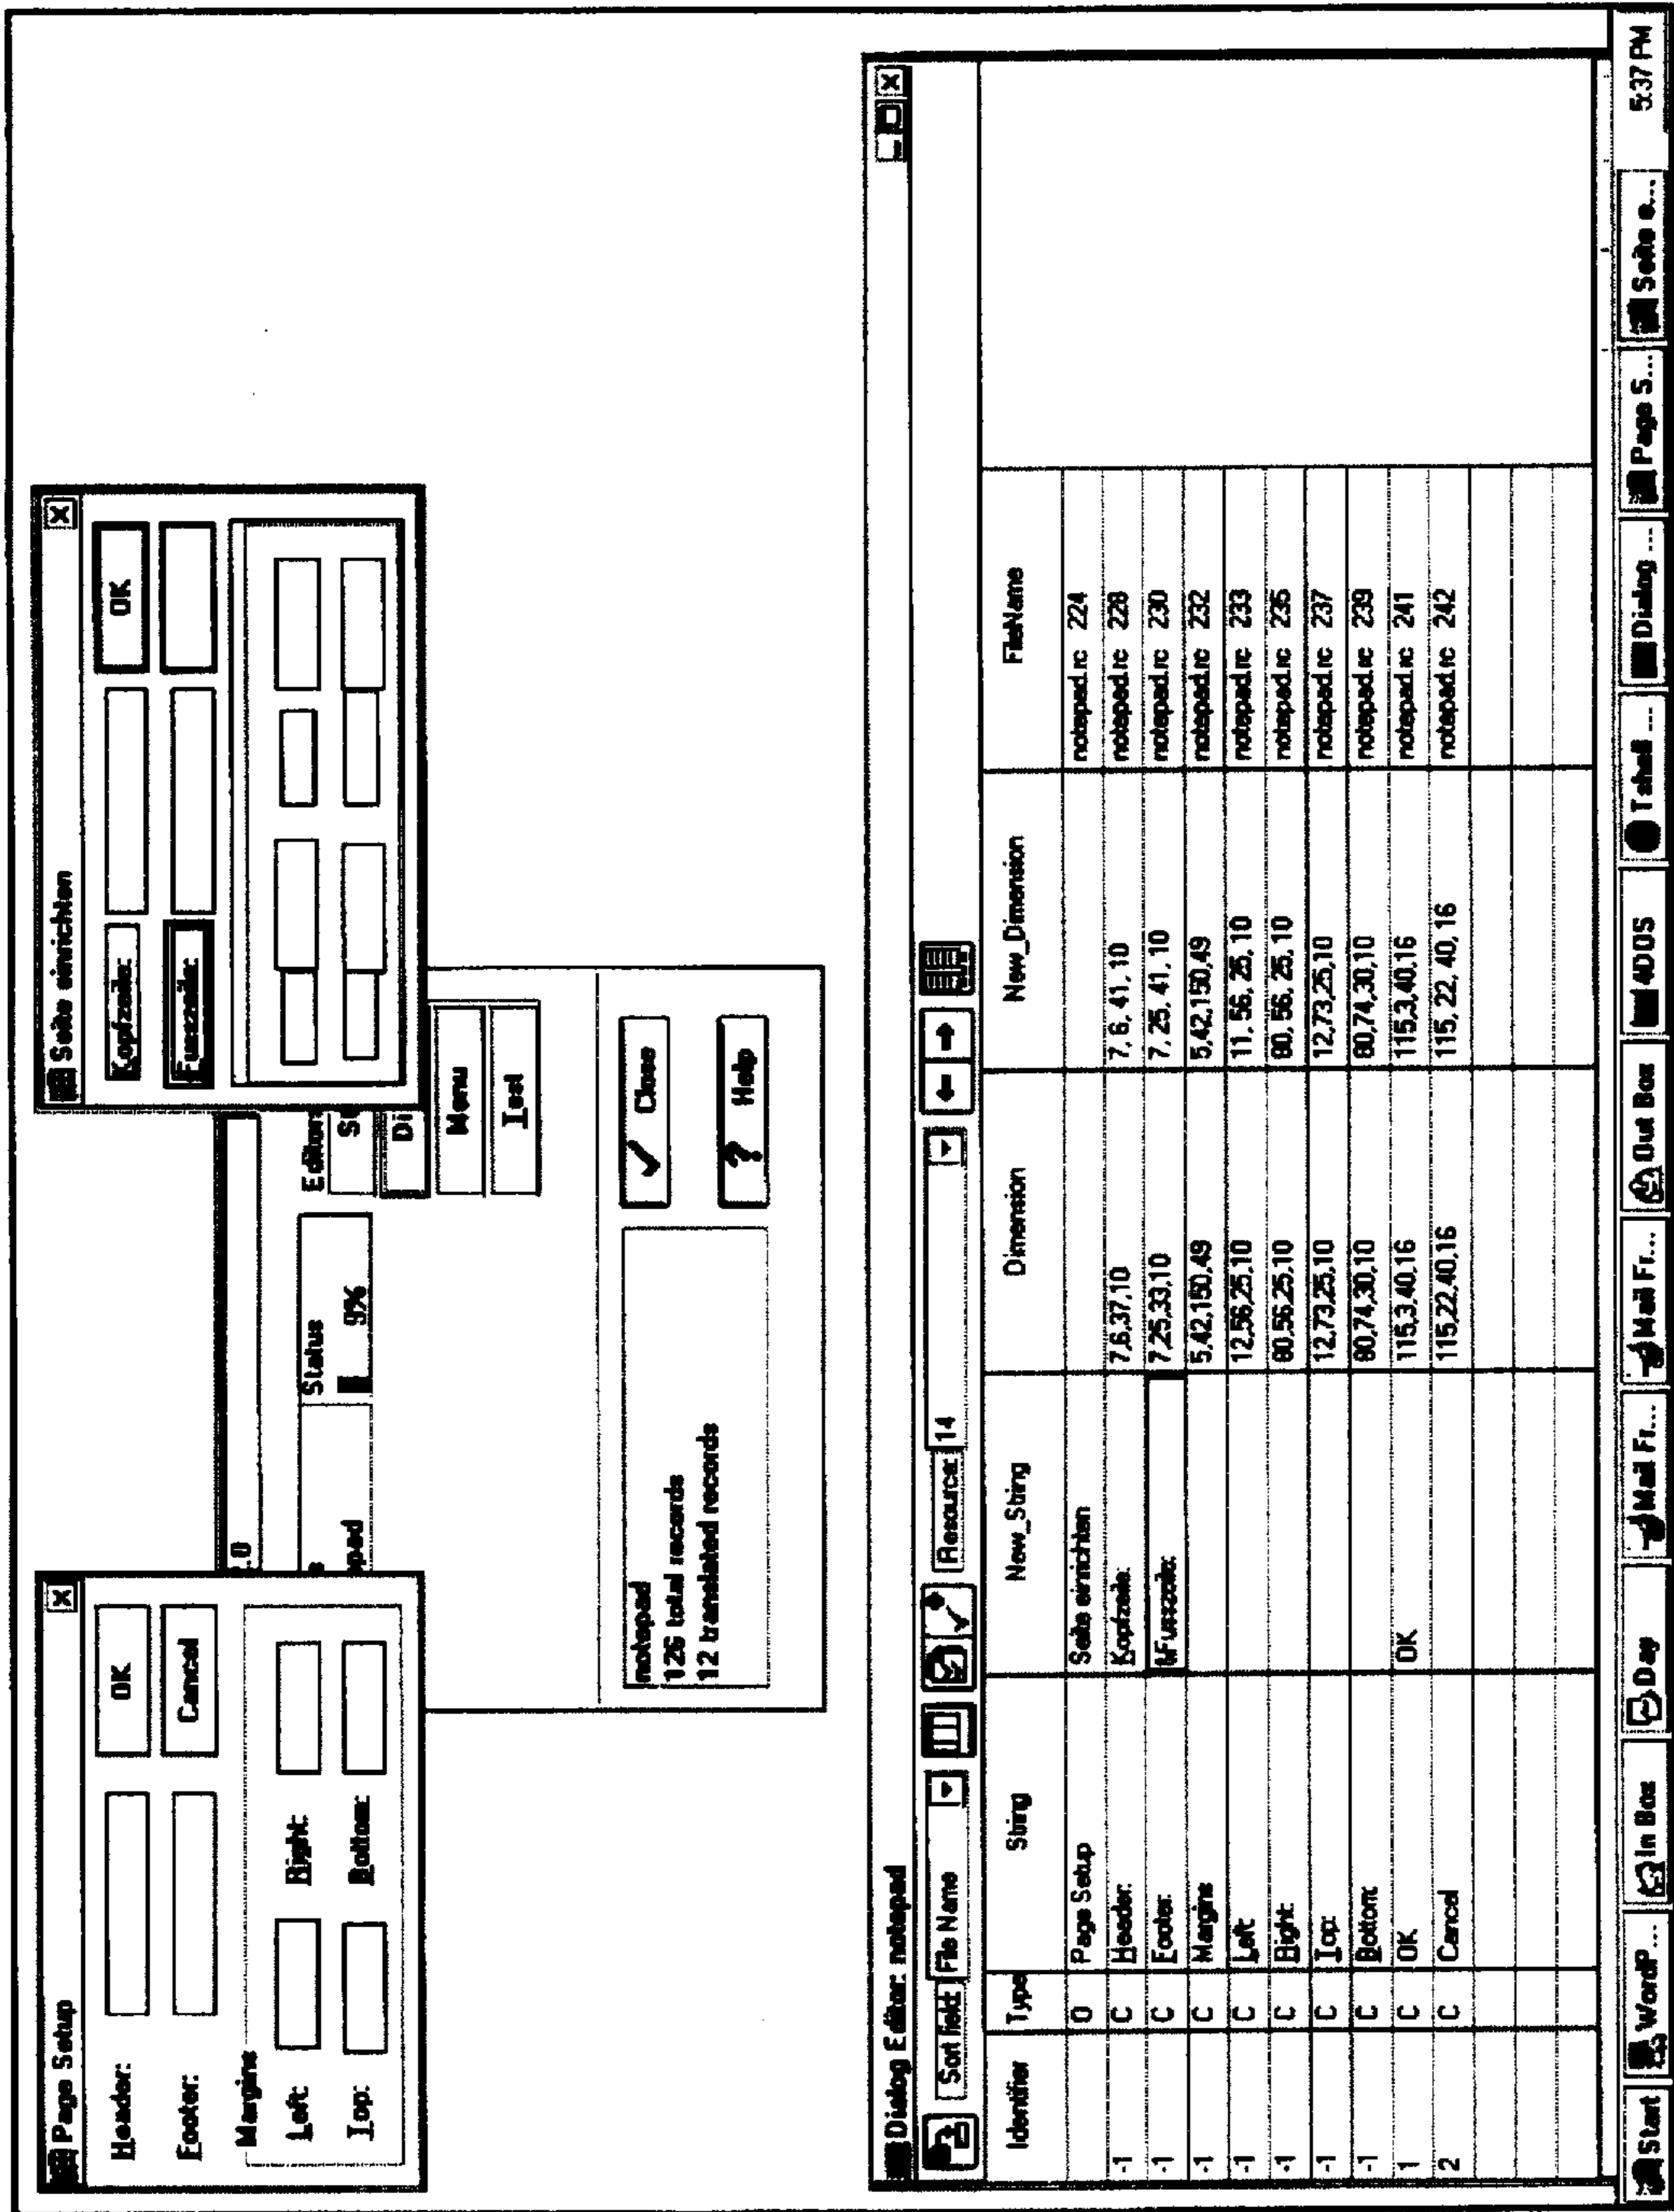 Page Setup
Header:
OK
Footer:
Cancel
Margins
Left:
Right:
Top:
Bottom:
Seite einrichten
Kopfzeile:
OK
Fusszeile:
.0
Editor
Status
opad
9%
Di
Menu
Test
notepad
126 total records
12 translated records
Close
? Help
Dialog Editor: notepad
Sort field: File Name Resource: 14
Identifier Type String New_String Dimension New_Dimension FileName
D Page Setup Seite einrichten notepad.rc 224
-1 C Header: Kopfzeile: 7,6,37,10 7, 6, 41, 10 notepad.rc 228
-1 C Footer: &Fusszeile: 7,25,33,10 7, 25, 41, 10 notepad.rc 230
-1 C Margins 5,42,150,49 5,42,150,49 notepad.rc 232
-1 C Left: 12,56,25,10 11, 56, 25, 10 notepad.rc 233
-1 C Right: 80,56,25,10 80, 56, 25, 10 notepad.rc 235
-1 C Top: 12,73,25,10 12,73,25,10 notepad.rc 237
-1 C Bottom: 80,74,30,10 80,74,30,10 notepad.rc 239
1 C OK OK 115,3,40,16 115,3,40,16 notepad.rc 241
2 C Cancel 115,22,40,16 115, 22, 40, 16 notepad.rc 242
Start WordP... In Box Day Mail Fr... Mail Fr... Out Box 4DOS Tshell ... Dialog ... Page S... Seite e... 5:37 PM